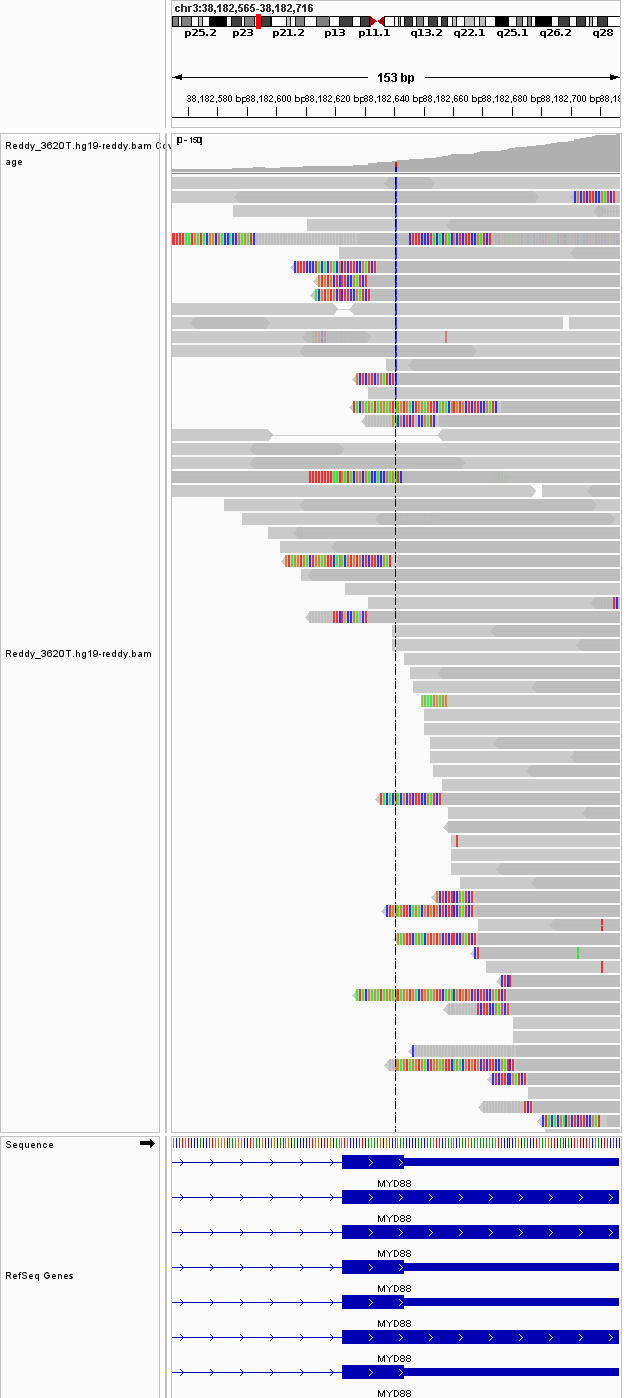 chr3:38,182,565-38,182,716
p25.2 p23 p21.2 p13 p11.1 q13.2 q22.1 q25.1 q26.2 q28
153 bp
38,182,580 bp 38,182,600 bp 38,182,620 bp 38,182,640 bp 38,182,660 bp 38,182,680 bp 38,182,700 bp
Reddy_3620T.hg19-reddy.bam
age
[0 - 150]
Reddy_3620T.hg19-reddy.bam
Sequence
MYD88
MYD88
MYD88
RefSeq Genes
MYD88
MYD88
MYD88
MYD88